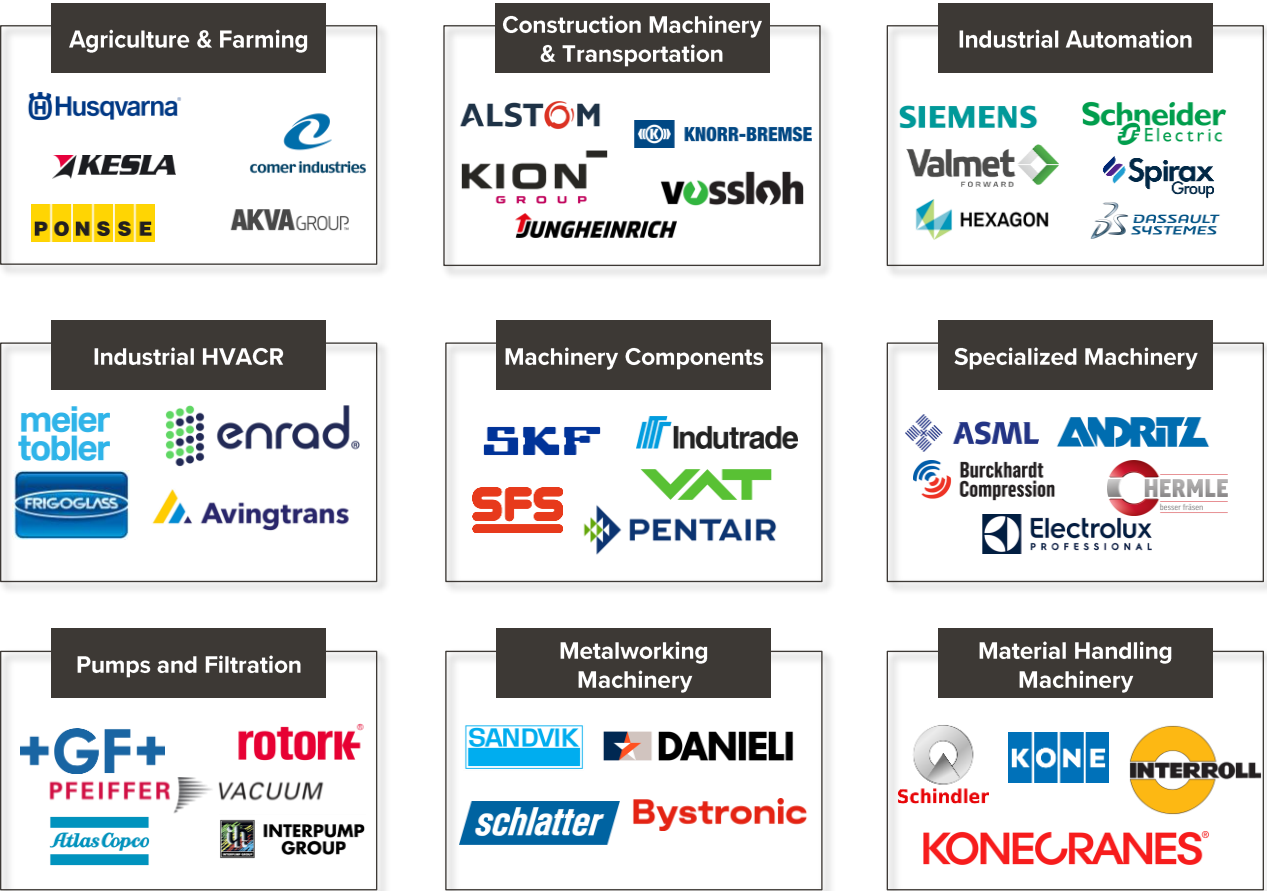 Agriculture & Farming
Husqvarna
comer industries
KESLA
PONSSE
AKVAGROUP
Construction Machinery
& Transportation
ALSTOM
KNORR-BREMSE
KION
GROUP
vossloh
JUNGHEINRICH
Industrial Automation
SIEMENS
Schneider
Electric
Valmet
FORWARD
Spirax
Group
HEXAGON
DASSAULT
SYSTEMES
Industrial HVACR
meier
tobler
enrad®
FRIGOGLASS
Avingtrans
Machinery Components
SKF
Indutrade
SFS
VAT
PENTAIR
Specialized Machinery
ASML
ANDRITZ
Burckhardt
Compression
HERMLE
besser fräsen
Electrolux
PROFESSIONAL
Pumps and Filtration
+GF+
rotork®
PFEIFFER VACUUM
Atlas Copco
INTERPUMP
GROUP
Metalworking
Machinery
SANDVIK
DANIELI
schlatter
Bystronic
Material Handling
Machinery
Schindler
KONE
INTERROLL
KONECRANES®